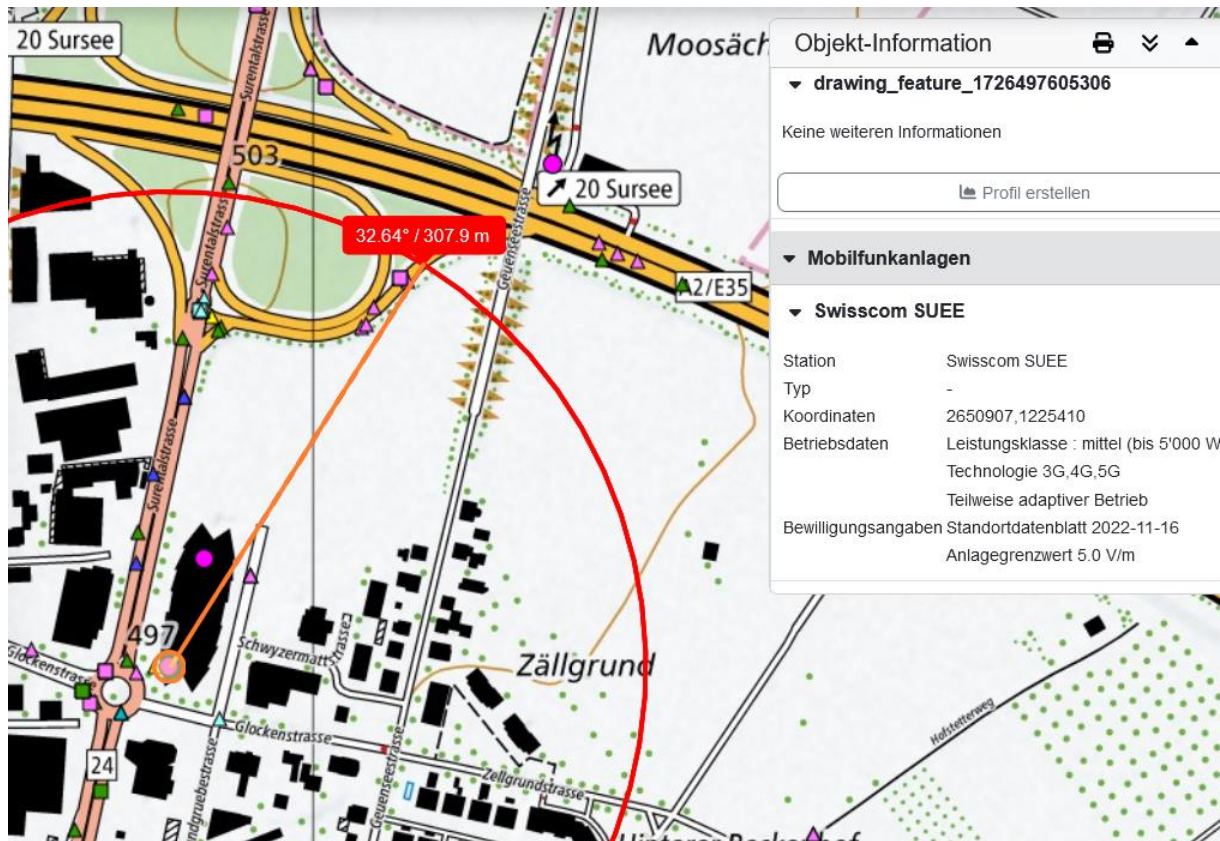 20 Sursee
Surentalstrasse
Moosäch
503
20 Sursee
32.64° / 307.9 m
Surentalstrasse
Geuenseestrasse
A2/E35
Surentalstrasse
497
Glockenstrasse
Schwyzermattstrasse
Zällgrund
Glockenstrasse
24
Geuenseestrasse
Zellgrundstrasse
Hofstetterweg
Hinterer
Objekt-Information
drawing_feature_1726497605306
Keine weiteren Informationen
Profil erstellen
Mobilfunkanlagen
Swisscom SUEE
Station Swisscom SUEE
Typ -
Koordinaten 2650907,1225410
Betriebsdaten Leistungsklasse : mittel (bis 5'000 W
Technologie 3G,4G,5G
Teilweise adaptiver Betrieb
Bewilligungsangaben Standortdatenblatt 2022-11-16
Anlagegrenzwert 5.0 V/m